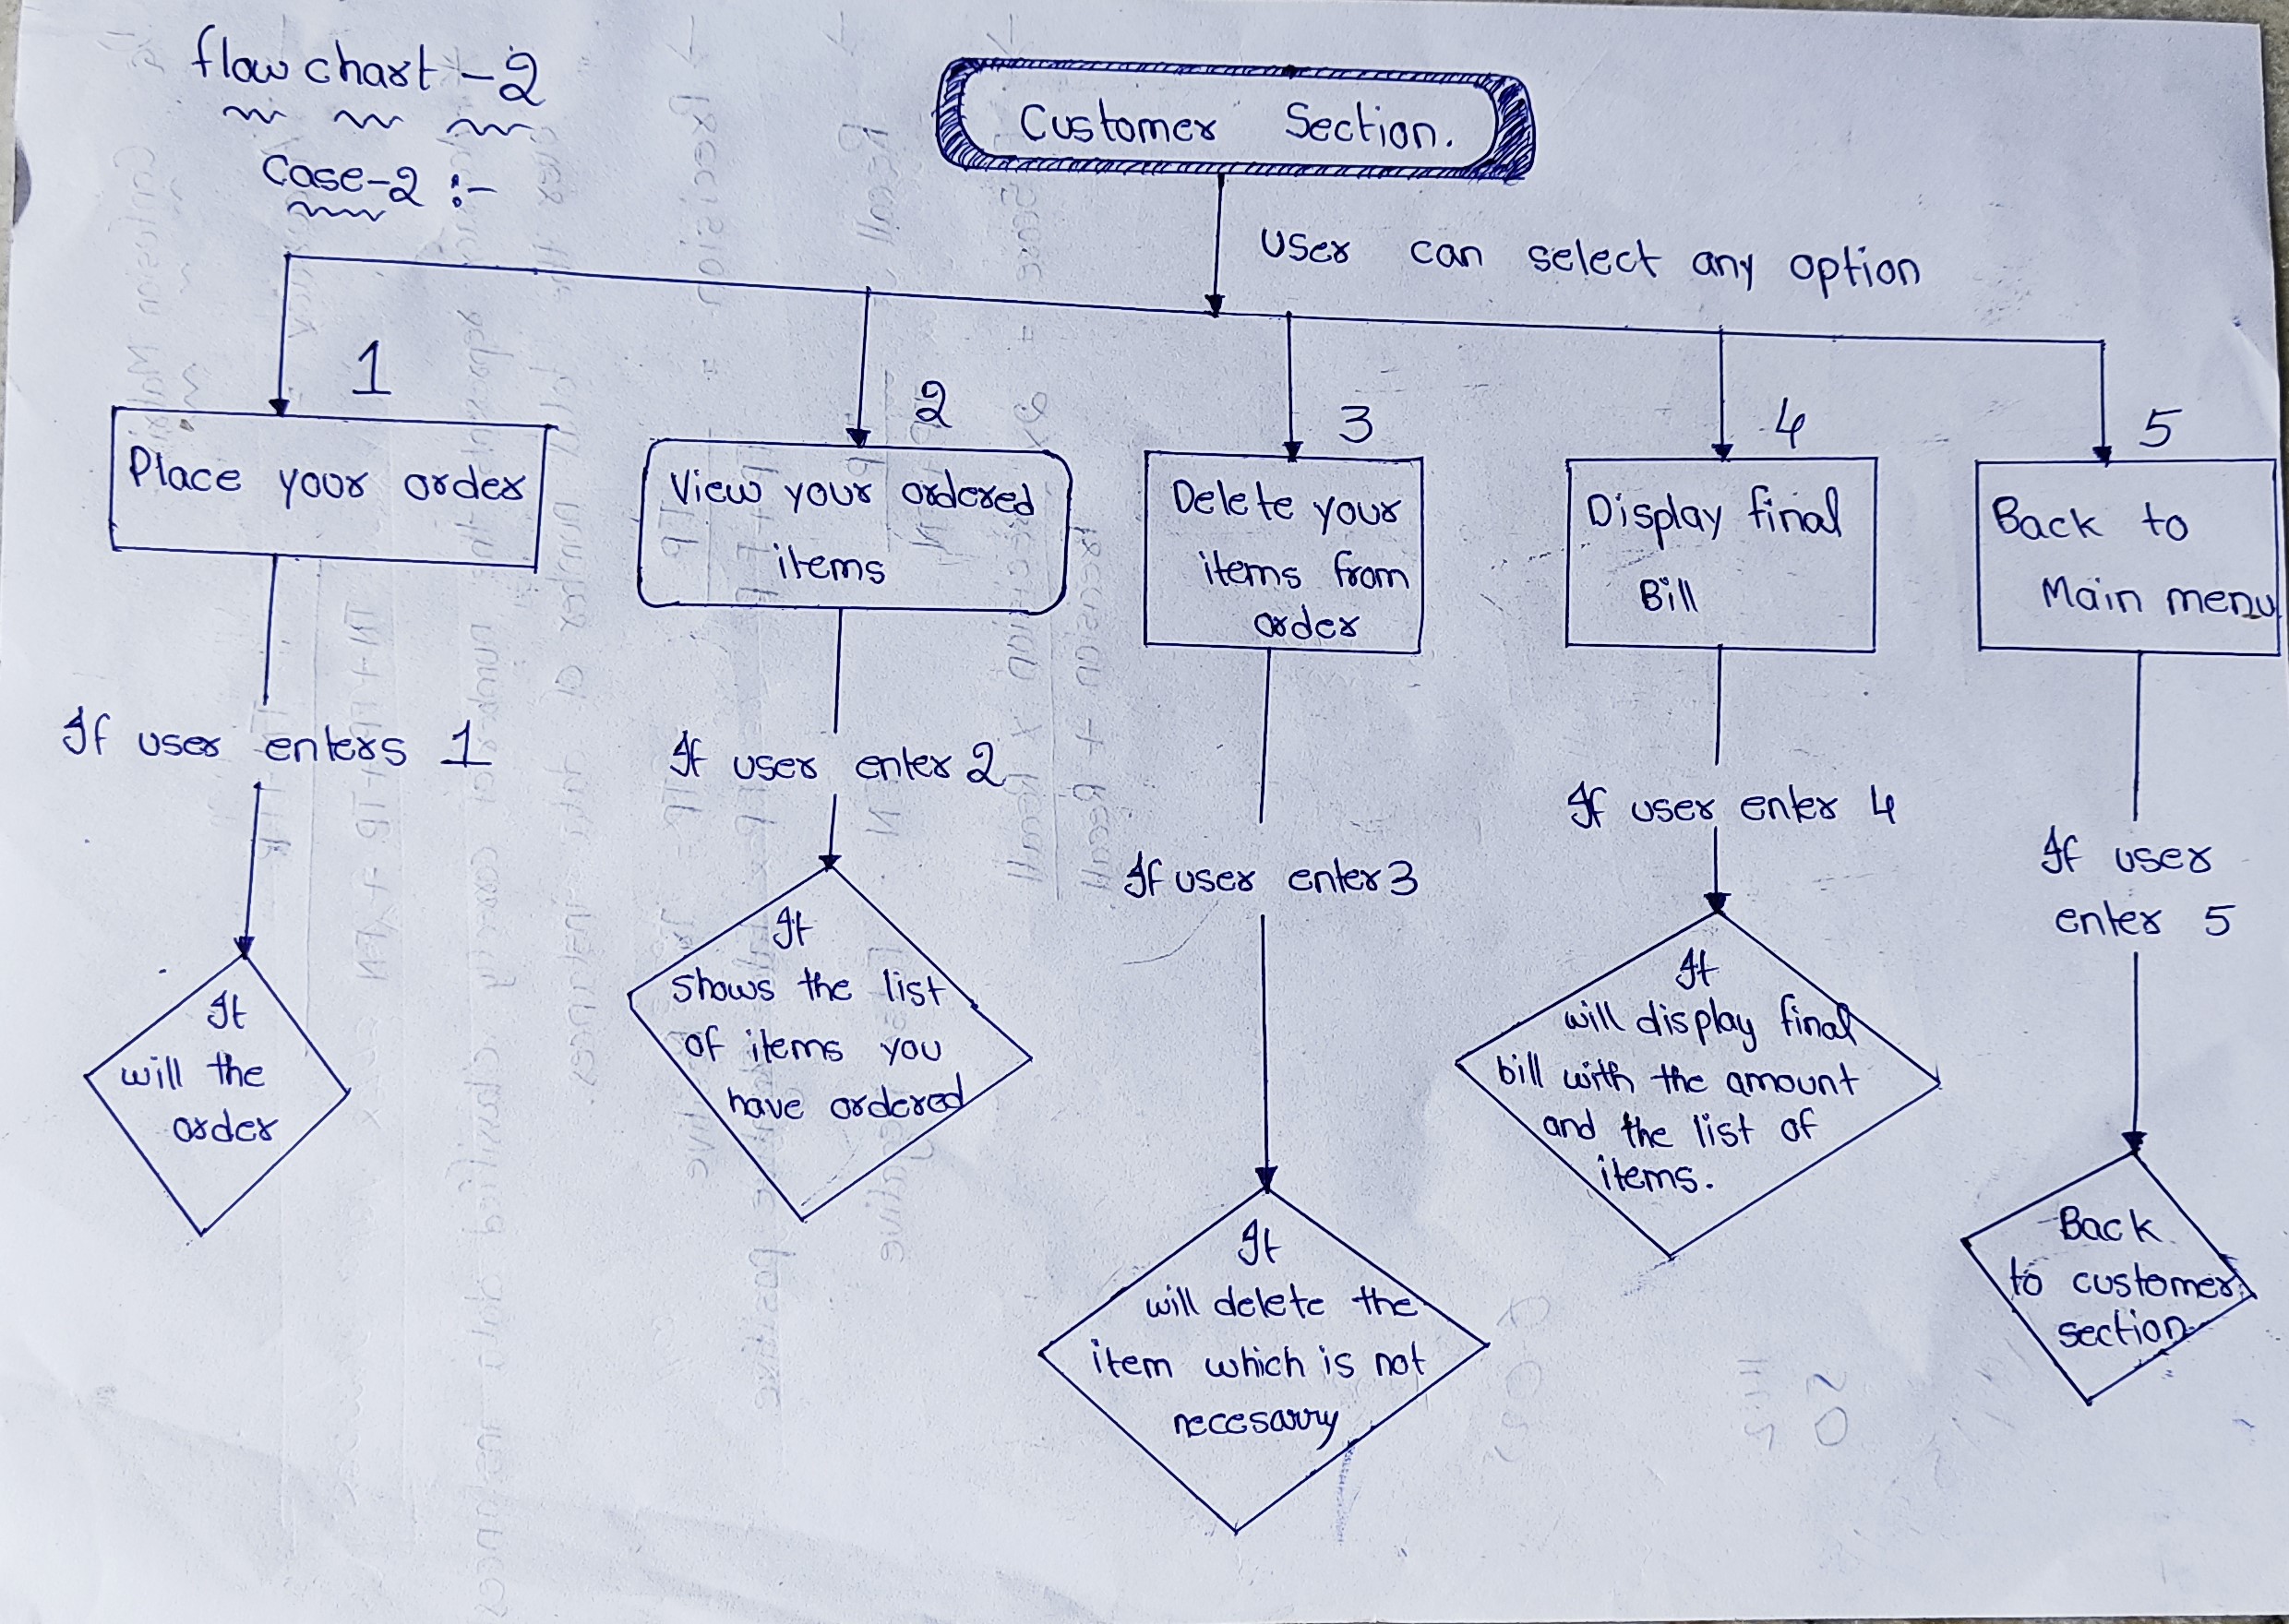 flow chart - 2
Case-2 :-
Customer Section.
User can select any option
1
2
3
4
5
Place your order
View your ordered
items
Delete your
items from
order
Display final
Bill
Back to
Main menu
If user enters 1
If user enter 2
If user enter 3
If user enter 4
If user
enter 5
It
will the
order
It
shows the list
of items you
have ordered
It
will delete the
item which is not
necesarry
It
will display final
bill with the amount
and the list of
items.
Back
to customer
section